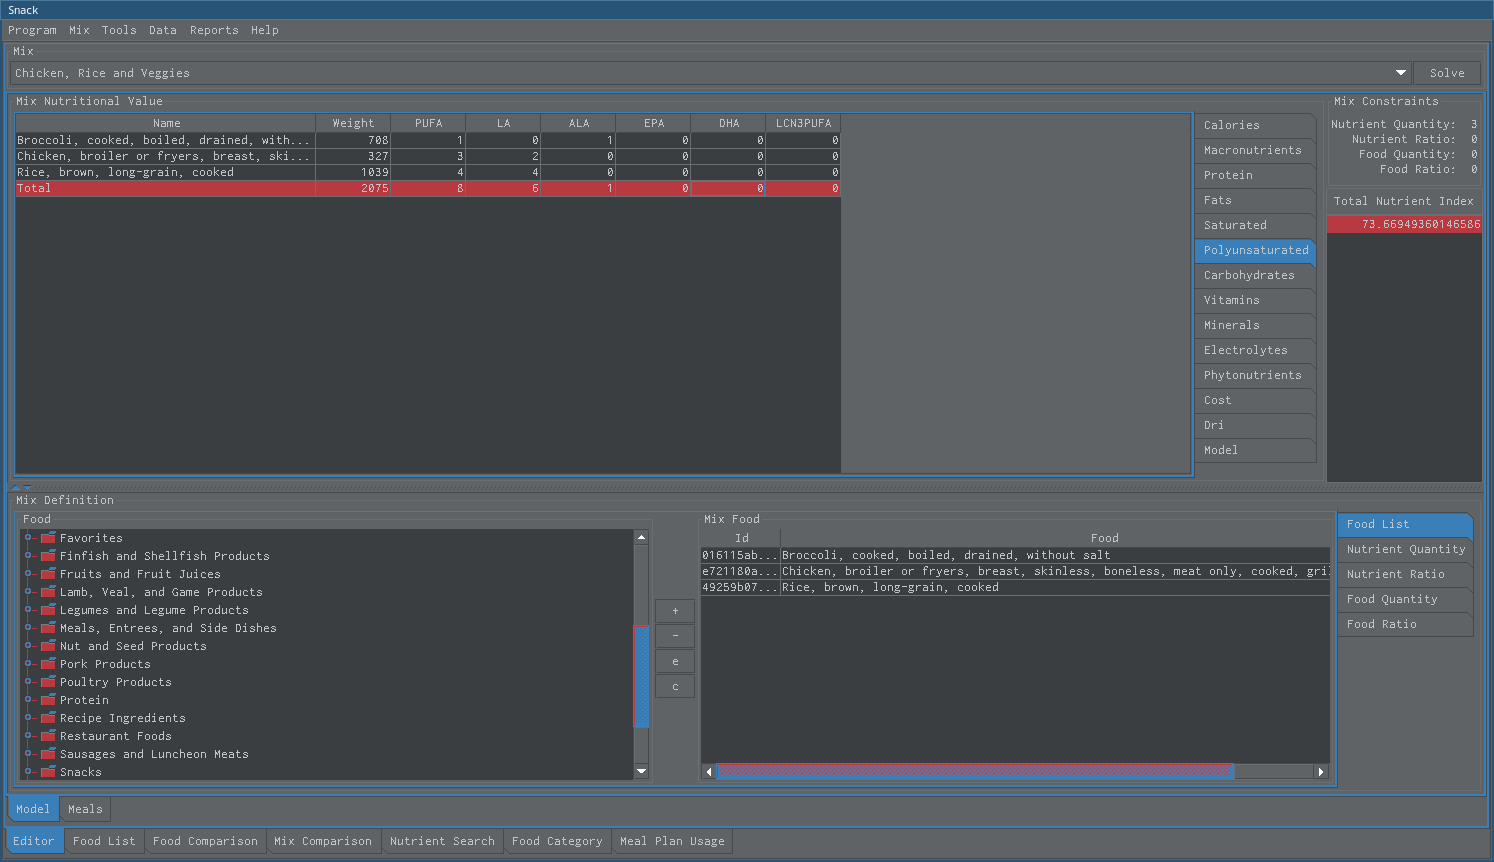 Snack
Program Mix Tools Data Reports Help
Mix
Chicken, Rice and Veggies Solve
Mix Nutritional Value
Name Weight PUFA LA ALA EPA DHA LCN3PUFA
Broccoli, cooked, boiled, drained, with... 708 1 0 1 0 0 0
Chicken, broiler or fryers, breast, ski... 327 3 2 0 0 0 0
Rice, brown, long-grain, cooked 1039 4 4 0 0 0 0
Total 2075 8 6 1 0 0 0
Calories
Macronutrients
Protein
Fats
Saturated
Polyunsaturated
Carbohydrates
Vitamins
Minerals
Electrolytes
Phytonutrients
Cost
Dri
Model
Mix Constraints
Nutrient Quantity: 3
Nutrient Ratio: 0
Food Quantity: 0
Food Ratio: 0
Total Nutrient Index
73.66949360146586
Mix Definition
Food
Favorites
Finfish and Shellfish Products
Fruits and Fruit Juices
Lamb, Veal, and Game Products
Legumes and Legume Products
Meals, Entrees, and Side Dishes
Nut and Seed Products
Pork Products
Poultry Products
Protein
Recipe Ingredients
Restaurant Foods
Sausages and Luncheon Meats
Snacks
+
-
e
c
Mix Food
Id Food
016115ab... Broccoli, cooked, boiled, drained, without salt
e721180a... Chicken, broiler or fryers, breast, skinless, boneless, meat only, cooked, gril
49259b07... Rice, brown, long-grain, cooked
Food List
Nutrient Quantity
Nutrient Ratio
Food Quantity
Food Ratio
Model Meals
Editor Food List Food Comparison Mix Comparison Nutrient Search Food Category Meal Plan Usage